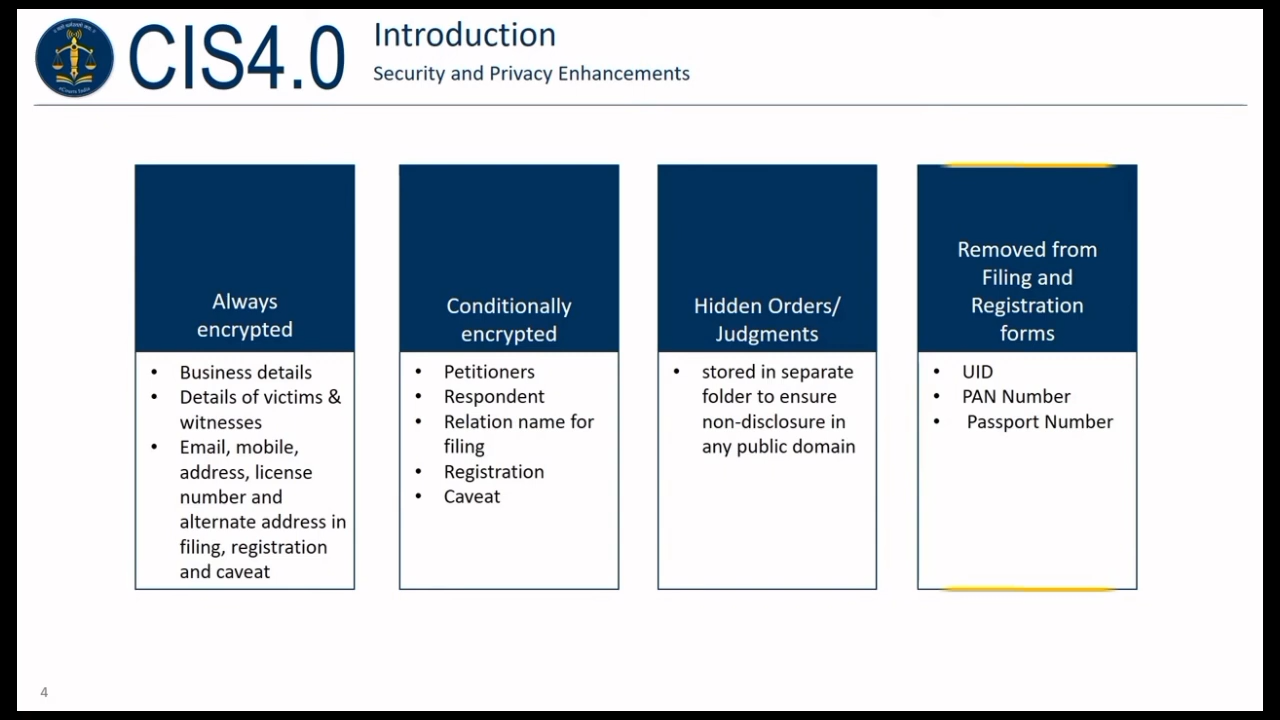 CIS4.0
Introduction
Security and Privacy Enhancements
eCourts India
Always
encrypted
• Business details
• Details of victims &
witnesses
• Email, mobile,
address, license
number and
alternate address in
filing, registration
and caveat
Conditionally
encrypted
• Petitioners
• Respondent
• Relation name for
filing
• Registration
• Caveat
Hidden Orders/
Judgments
• stored in separate
folder to ensure
non-disclosure in
any public domain
Removed from
Filing and
Registration
forms
• UID
• PAN Number
• Passport Number
4